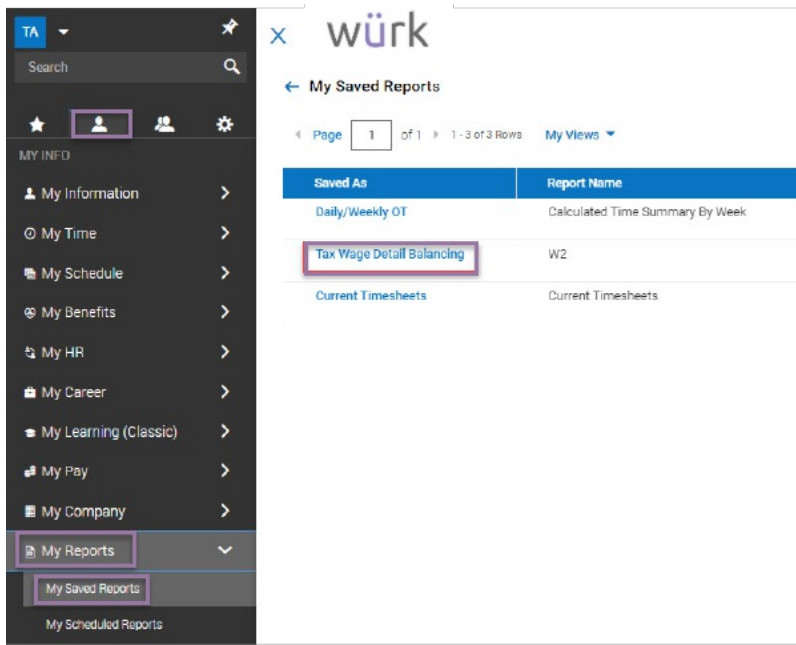 TA
Search
MY INFO
My Information
My Time
My Schedule
My Benefits
My HR
My Career
My Learning (Classic)
My Pay
My Company
My Reports
My Saved Reports
My Scheduled Reports
X würk
← My Saved Reports
Page 1 of 1 1 - 3 of 3 Rows My Views
Saved As Report Name
Daily/Weekly OT Calculated Time Summary By Week
Tax Wage Detail Balancing W2
Current Timesheets Current Timesheets